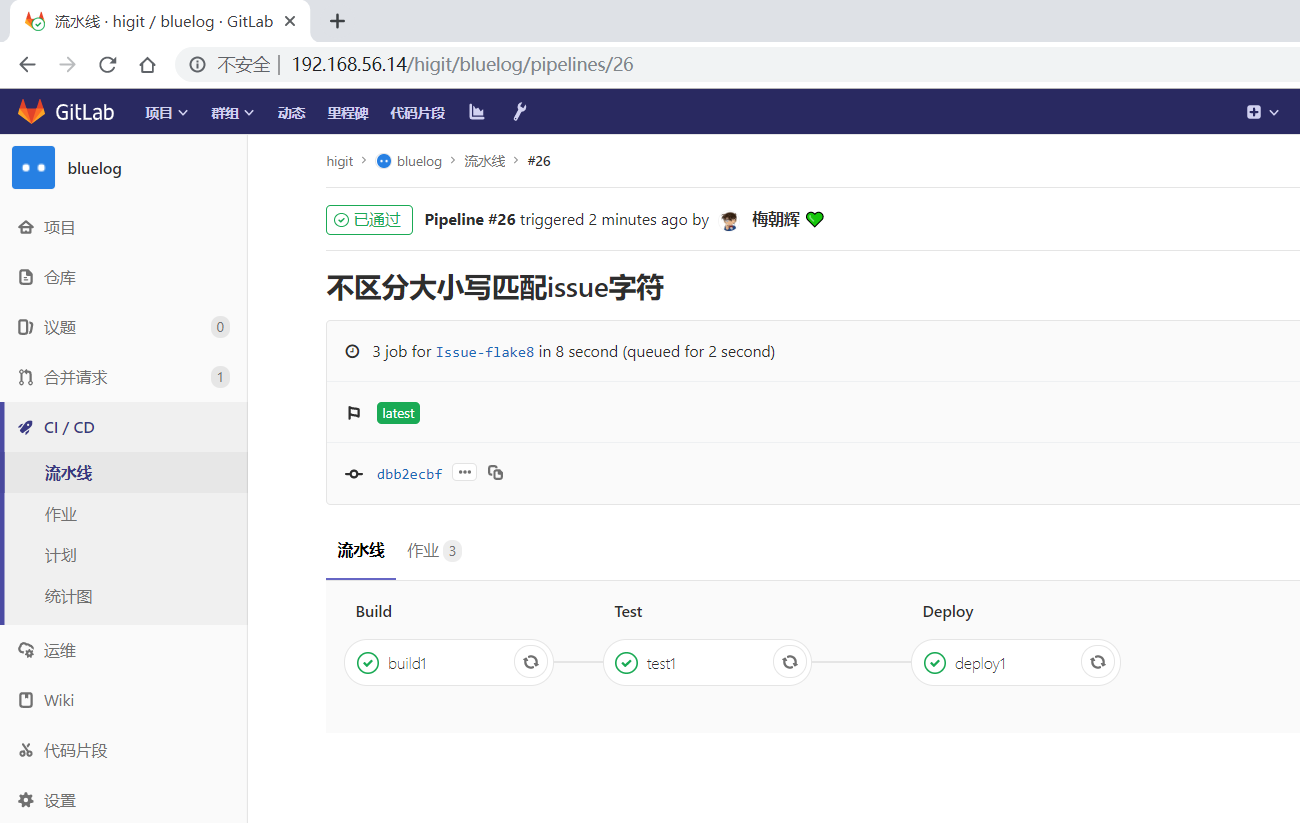 流水线 · higit / bluelog · GitLab
不安全 | 192.168.56.14/higit/bluelog/pipelines/26
GitLab 项目 群组 动态 里程碑 代码片段
bluelog
项目
仓库
议题 0
合并请求 1
CI / CD
流水线
作业
计划
统计图
运维
Wiki
代码片段
设置
higit > bluelog > 流水线 > #26
已通过 Pipeline #26 triggered 2 minutes ago by 梅朝辉
不区分大小写匹配issue字符
3 job for Issue-flake8 in 8 second (queued for 2 second)
latest
dbb2ecbf ...
流水线 作业 3
Build Test Deploy
build1 test1 deploy1